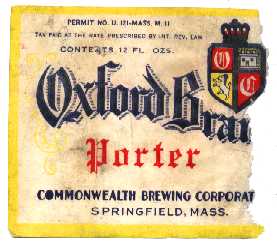 PERMIT NO. U. 121-MASS. M. 11
TAX PAID AT THE RATE PRESCRIBED BY INT. REV. LAW
CONTENTS 12 FL. OZS.
O C
Oxford Bran
Porter
COMMONWEALTH BREWING CORPORAT
SPRINGFIELD, MASS.